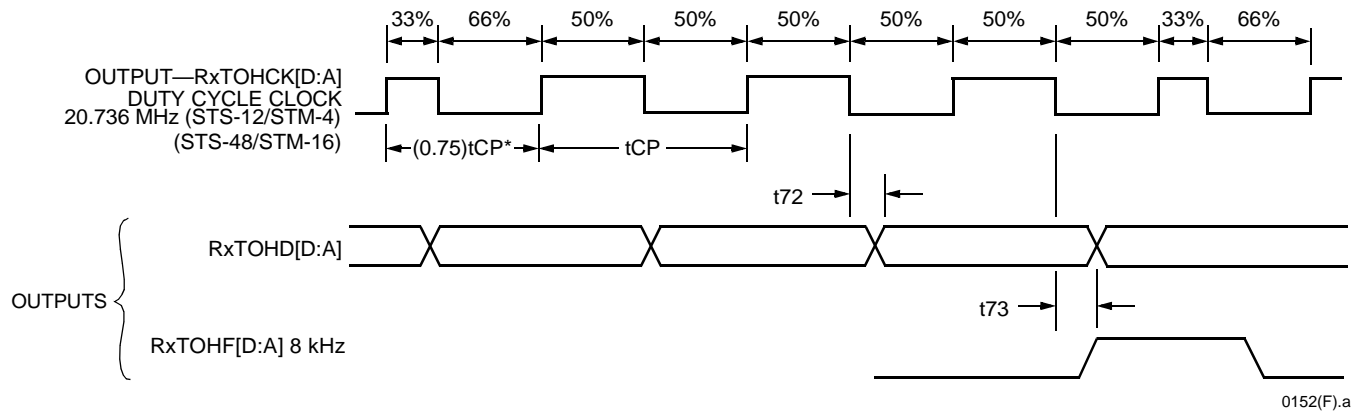 33% 66% 50% 50% 50% 50% 50% 50% 33% 66%
OUTPUT—RxTOHCK[D:A]
DUTY CYCLE CLOCK
20.736 MHz (STS-12/STM-4)
(STS-48/STM-16)
(0.75)tCP* tCP
t72
RxTOHD[D:A]
OUTPUTS
t73
RxTOHF[D:A] 8 kHz
0152(F).a